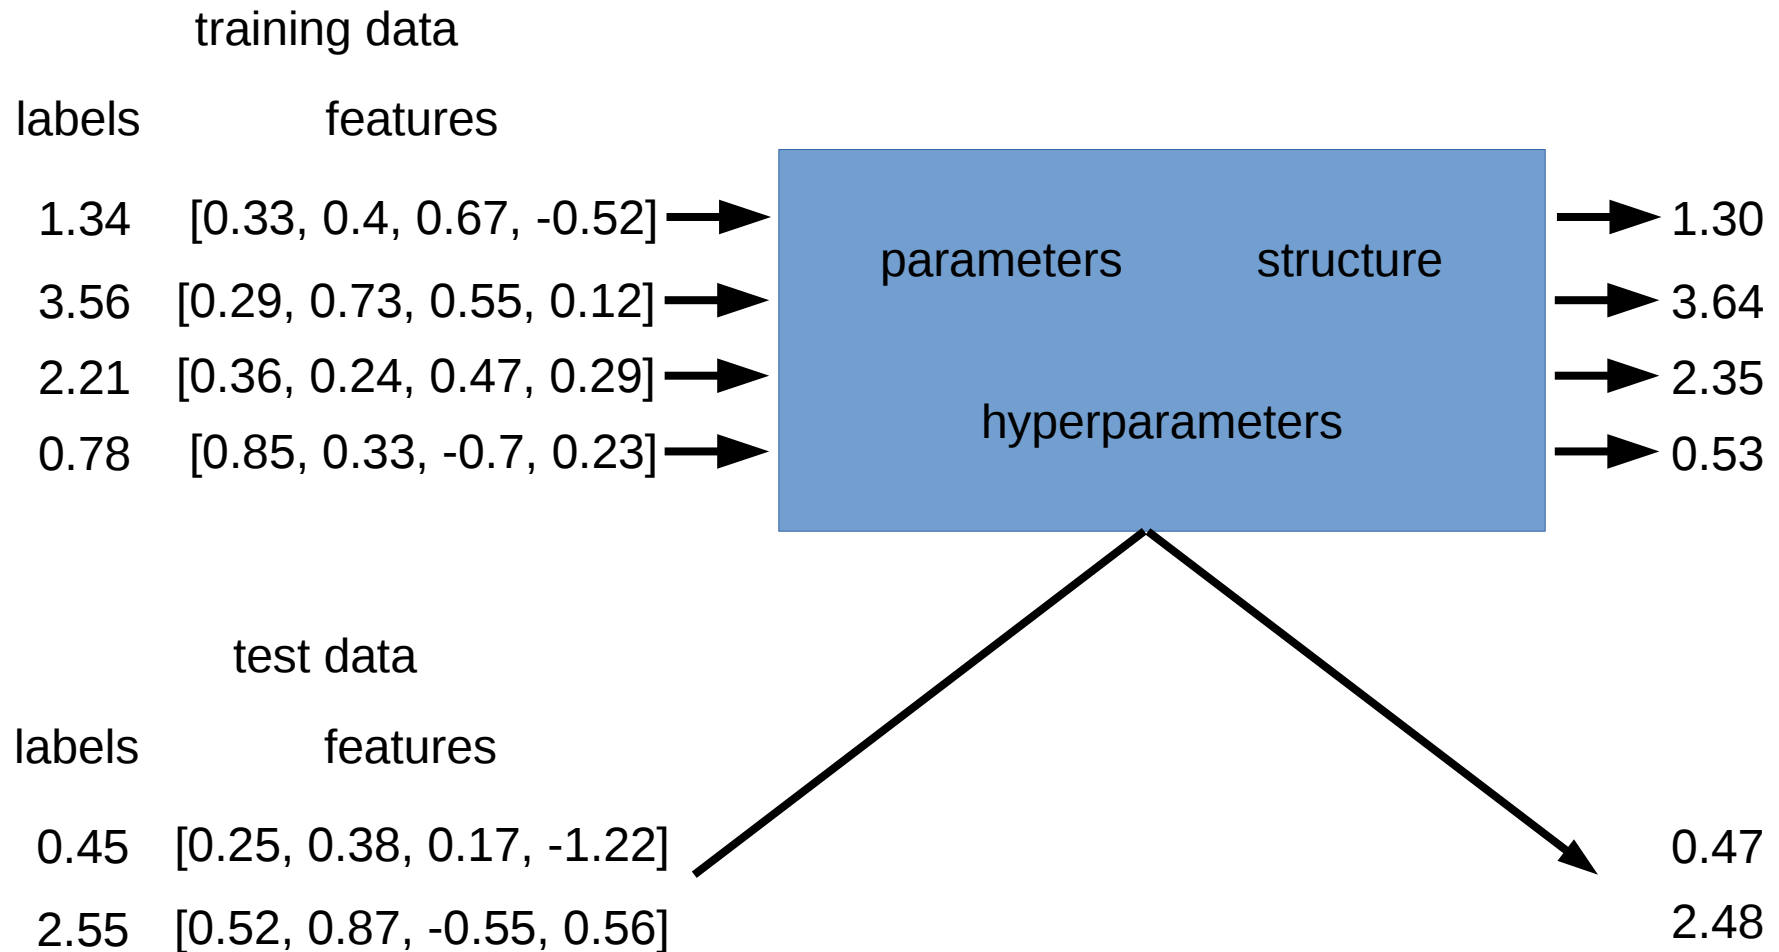 training data
labels features
1.34 [0.33, 0.4, 0.67, -0.52] 1.30
parameters structure
3.56 [0.29, 0.73, 0.55, 0.12] 3.64
2.21 [0.36, 0.24, 0.47, 0.29] 2.35
hyperparameters
0.78 [0.85, 0.33, -0.7, 0.23] 0.53
test data
labels features
0.45 [0.25, 0.38, 0.17, -1.22] 0.47
2.55 [0.52, 0.87, -0.55, 0.56] 2.48